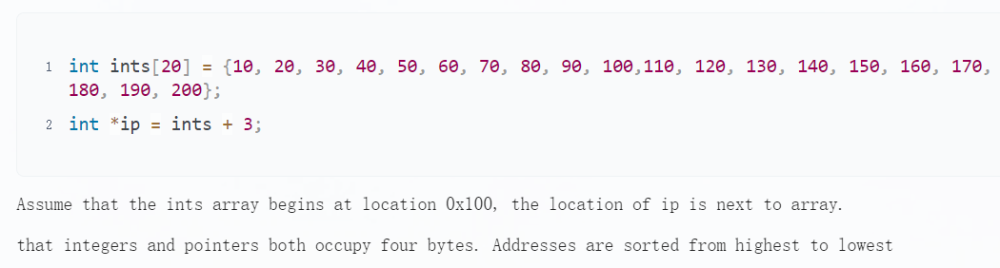 1 int ints[20] = {10, 20, 30, 40, 50, 60, 70, 80, 90, 100,110, 120, 130, 140, 150, 160, 170,
180, 190, 200};
2 int *ip = ints + 3;
Assume that the ints array begins at location 0x100, the location of ip is next to array.
that integers and pointers both occupy four bytes. Addresses are sorted from highest to lowest